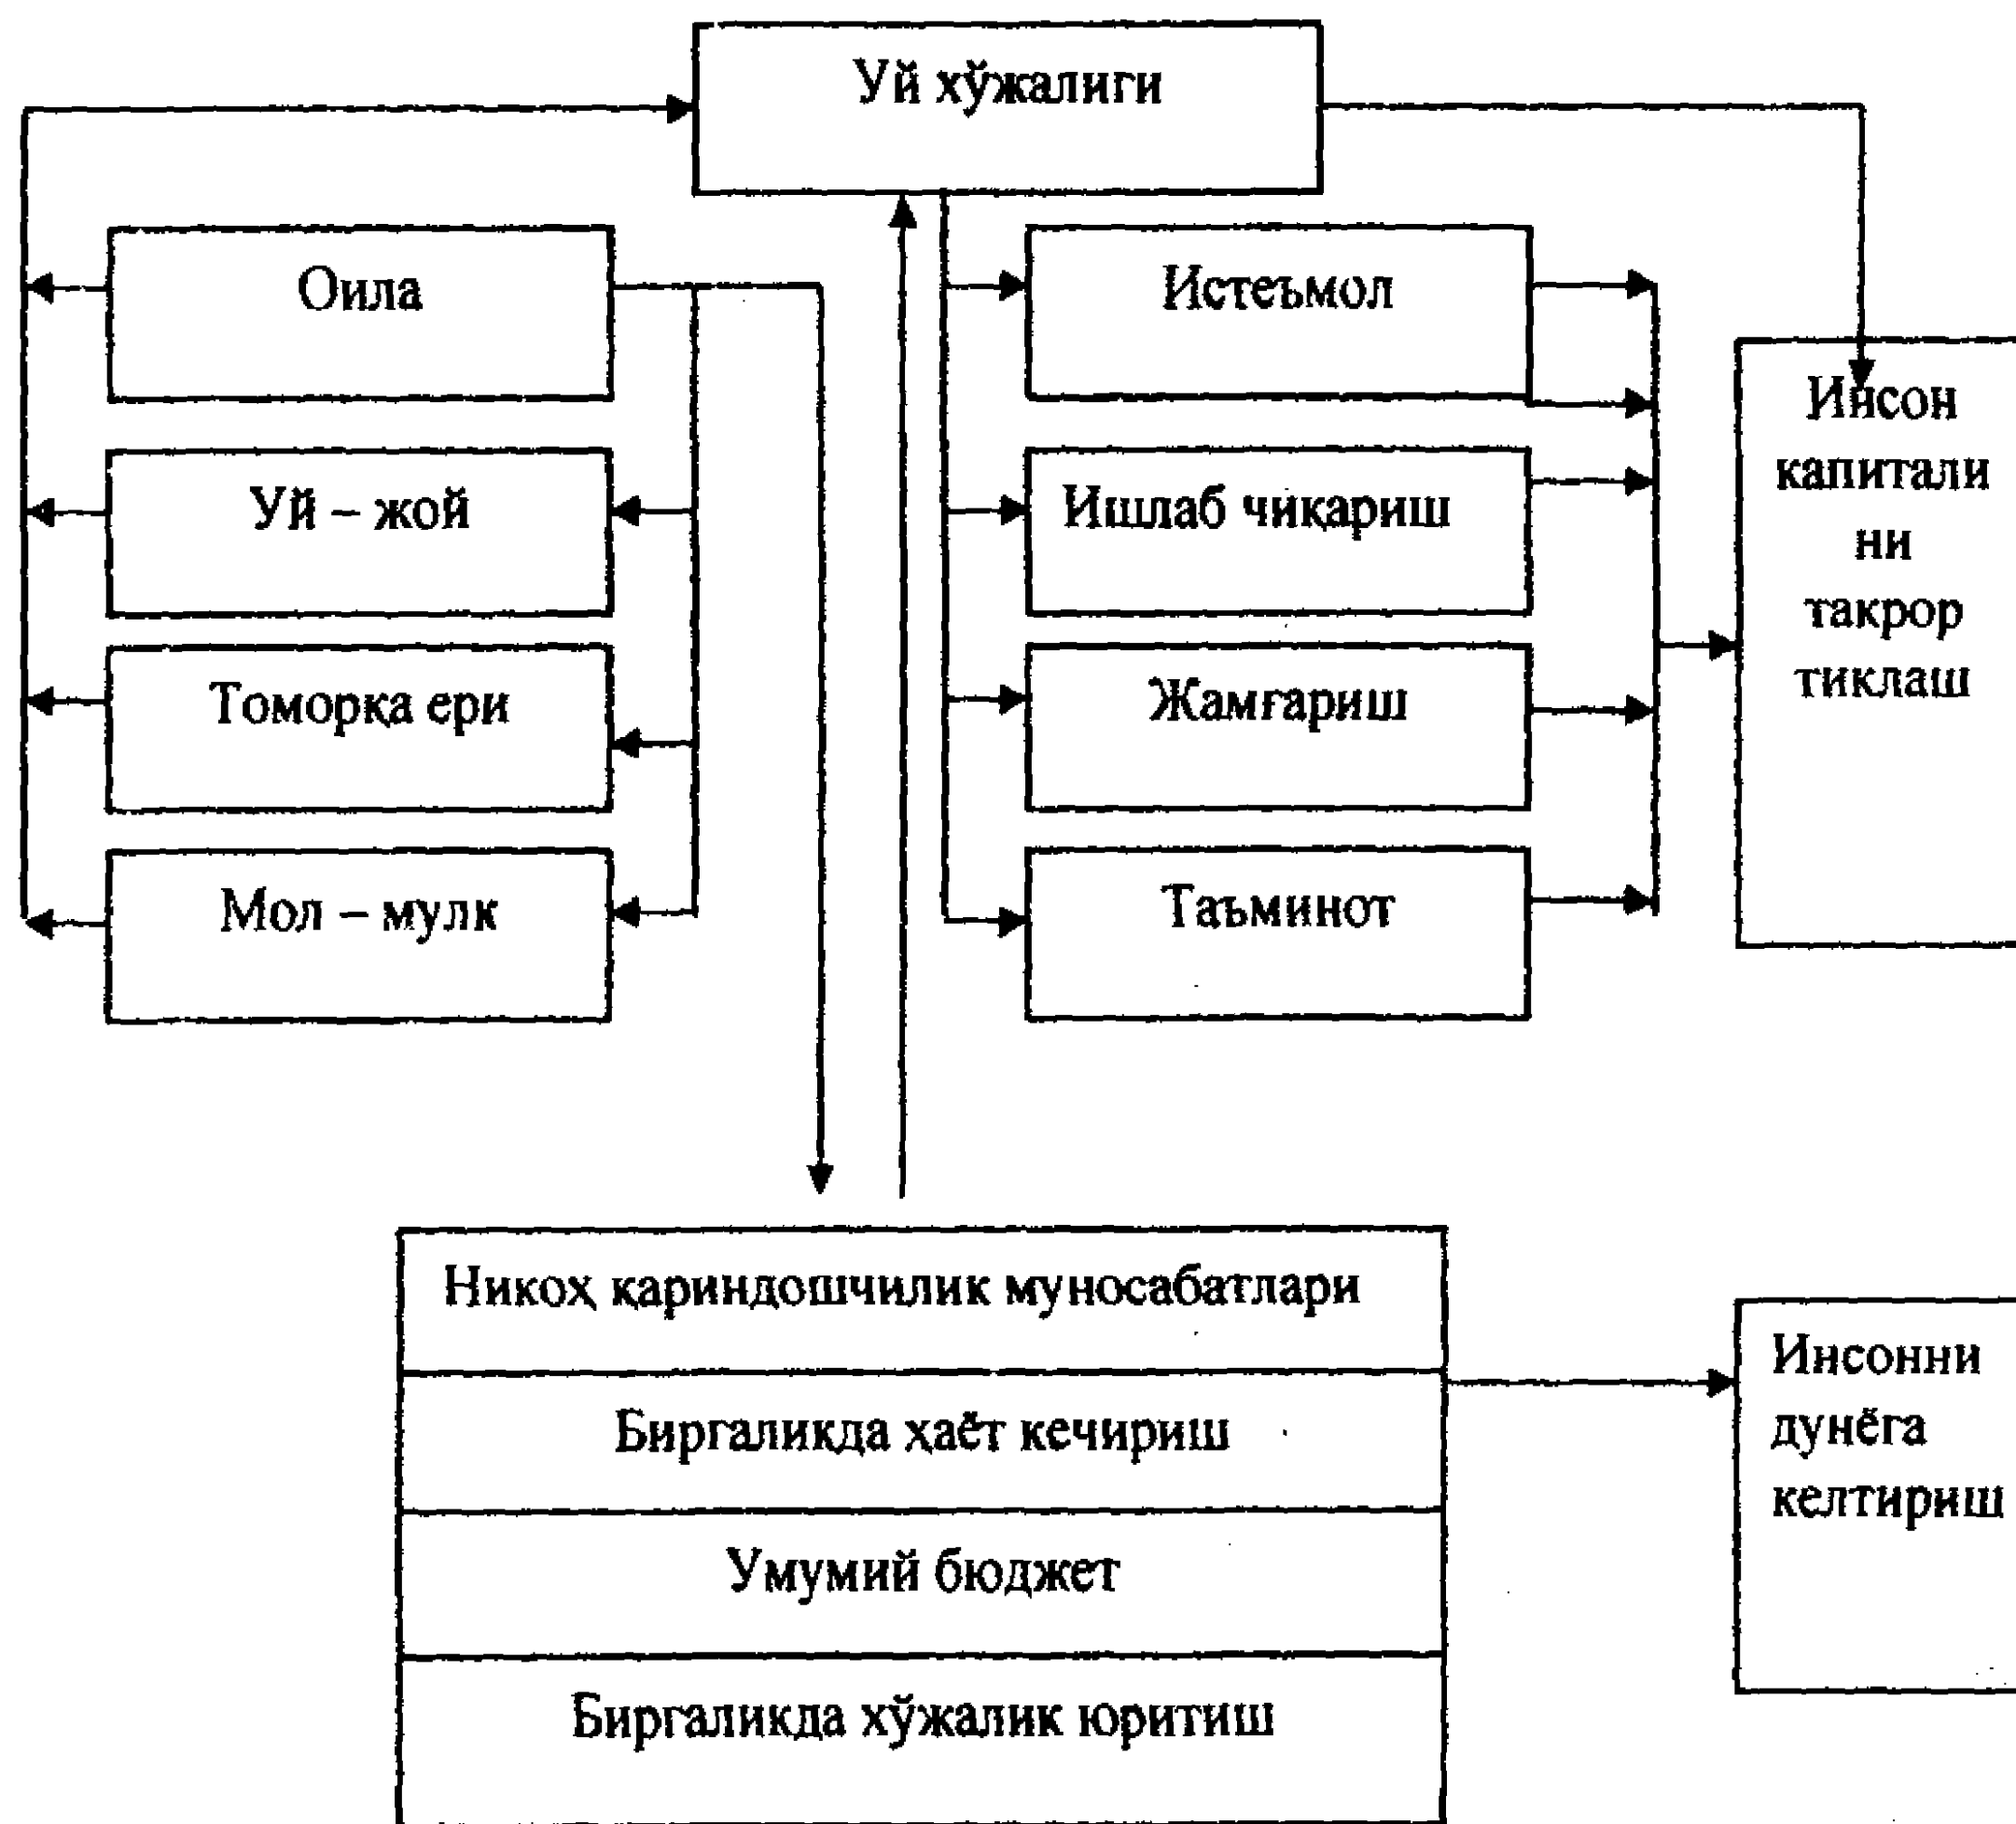 Уй хўжалиги
Оила
Истеъмол
Уй – жой
Ишлаб чиқариш
Томорқа ери
Жамғариш
Мол – мулк
Таъминот
Инсон
капитали
ни
такрор
тиклаш
Никоҳ қариндошчилик муносабатлари
Биргаликда ҳаёт кечириш
Умумий бюджет
Биргаликда хўжалик юритиш
Инсонни
дунёга
келтириш